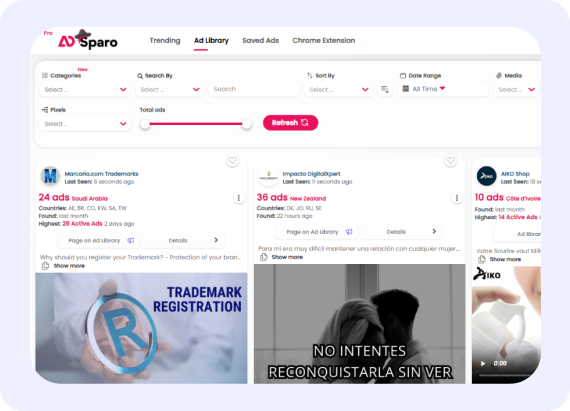 Pro
AD Sparo
Trending Ad Library Saved Ads Chrome Extension
New
Categories Search By Sort By Date Range Media
Select ... Select ... Search Select ... All Time Select ...
Pixels Total ads
Select ... Refresh
Marcaria.com Trademarks
Last Seen: 6 seconds ago
24 ads Saudi Arabia
Countries: AE, BR, CO, KW, SA, TW
Found: last month
Highest: 26 Active Ads 2 days ago
Page on Ad Library Details
Why should you register your Trademark? - Protection of your bran...
Show more
TRADEMARK
REGISTRATION
R
Impacto DigitalXpert
Last Seen: 11 seconds ago
36 ads New Zealand
Countries: DK, JO, RU, SE
Found: 22 hours ago
Page on Ad Library Details
Para mí era muy difícil mantener una relación con cualquier mujer...
Show more
NO INTENTES
RECONQUISTARLA SIN VER
AIKO
AIKO Shop
Last Seen: 18 s
10 ads Côte d'Ivoire
Found: last month
Highest: 14 Active Ads
Ad librar
Votre Sourire vaut Mill
Show more
AIKO
0:00